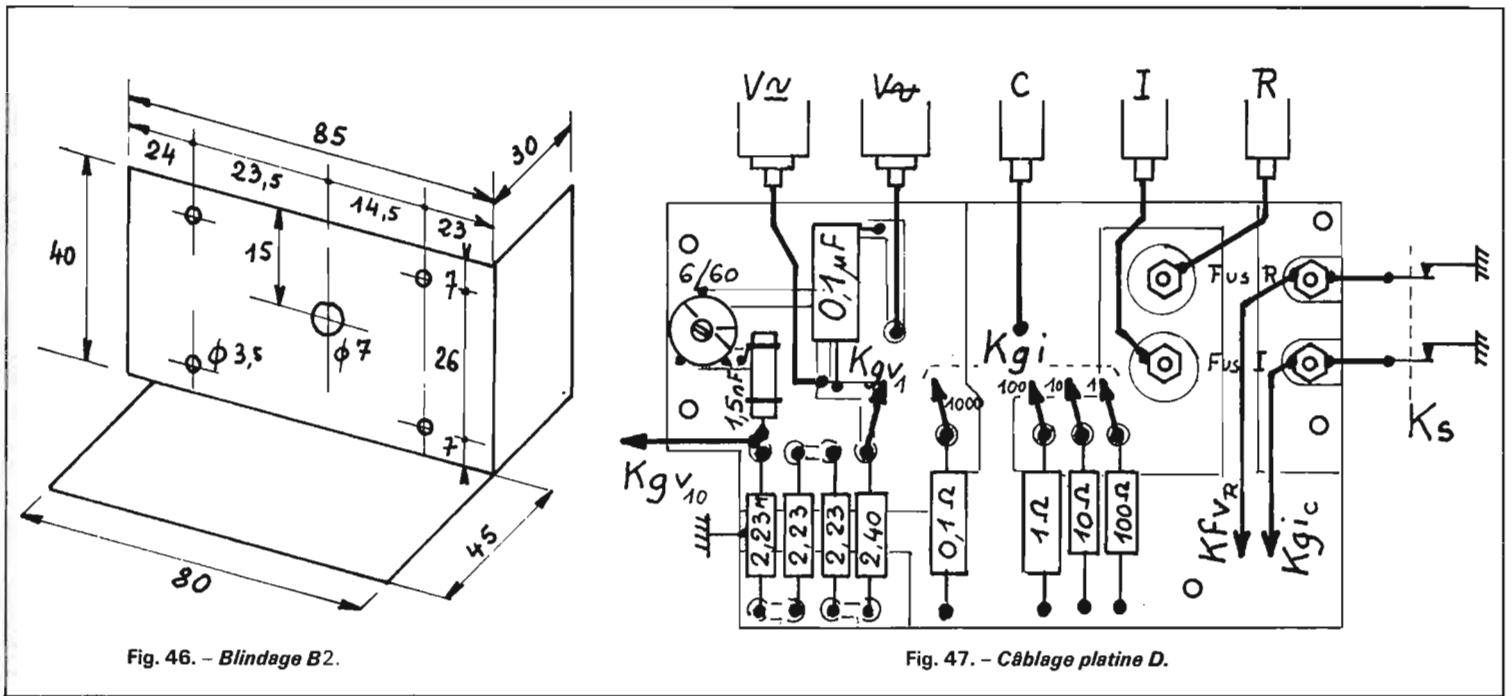 85
30
24
23,5
14,5
23
40
15
7
ϕ 3,5
ϕ 7
26
7
80
45
Fig. 46. – Blindage B2.
V≃
V∿
C
I
R
6/60
0,1µF
Fus R
1,5nF
Kgv1
Kgi
1000
100
10
1
Fus I
Ks
Kgv10
2,23M
2,23
2,23
2,40
0,1Ω
1Ω
10Ω
100Ω
KfvR
Kgic
Fig. 47. – Câblage platine D.